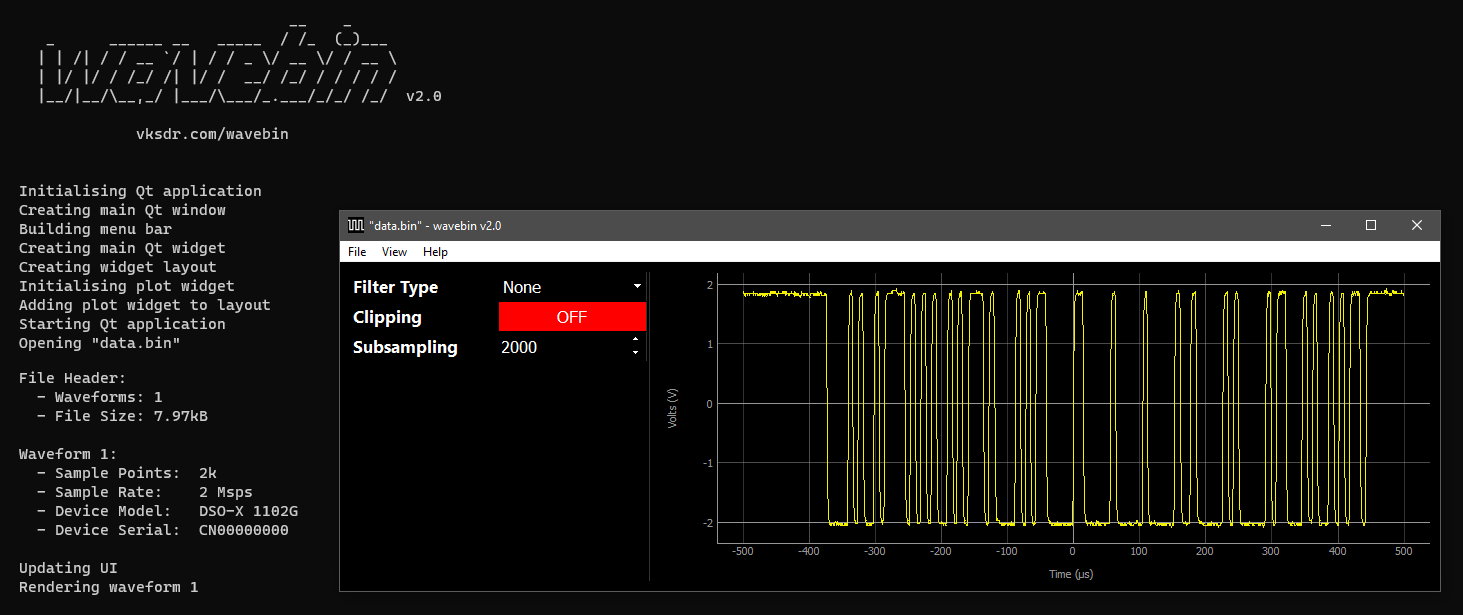 wavebin v2.0
vksdr.com/wavebin
Initialising Qt application
Creating main Qt window
Building menu bar
Creating main Qt widget
Creating widget layout
Initialising plot widget
Adding plot widget to layout
Starting Qt application
Opening "data.bin"
File Header:
- Waveforms: 1
- File Size: 7.97kB
Waveform 1:
- Sample Points: 2k
- Sample Rate: 2 Msps
- Device Model: DSO-X 1102G
- Device Serial: CN00000000
Updating UI
Rendering waveform 1
"data.bin" - wavebin v2.0
File View Help
Filter Type None
Clipping OFF
Subsampling 2000
Volts (V)
2
1
0
-1
-2
-500 -400 -300 -200 -100 0 100 200 300 400 500
Time (µs)